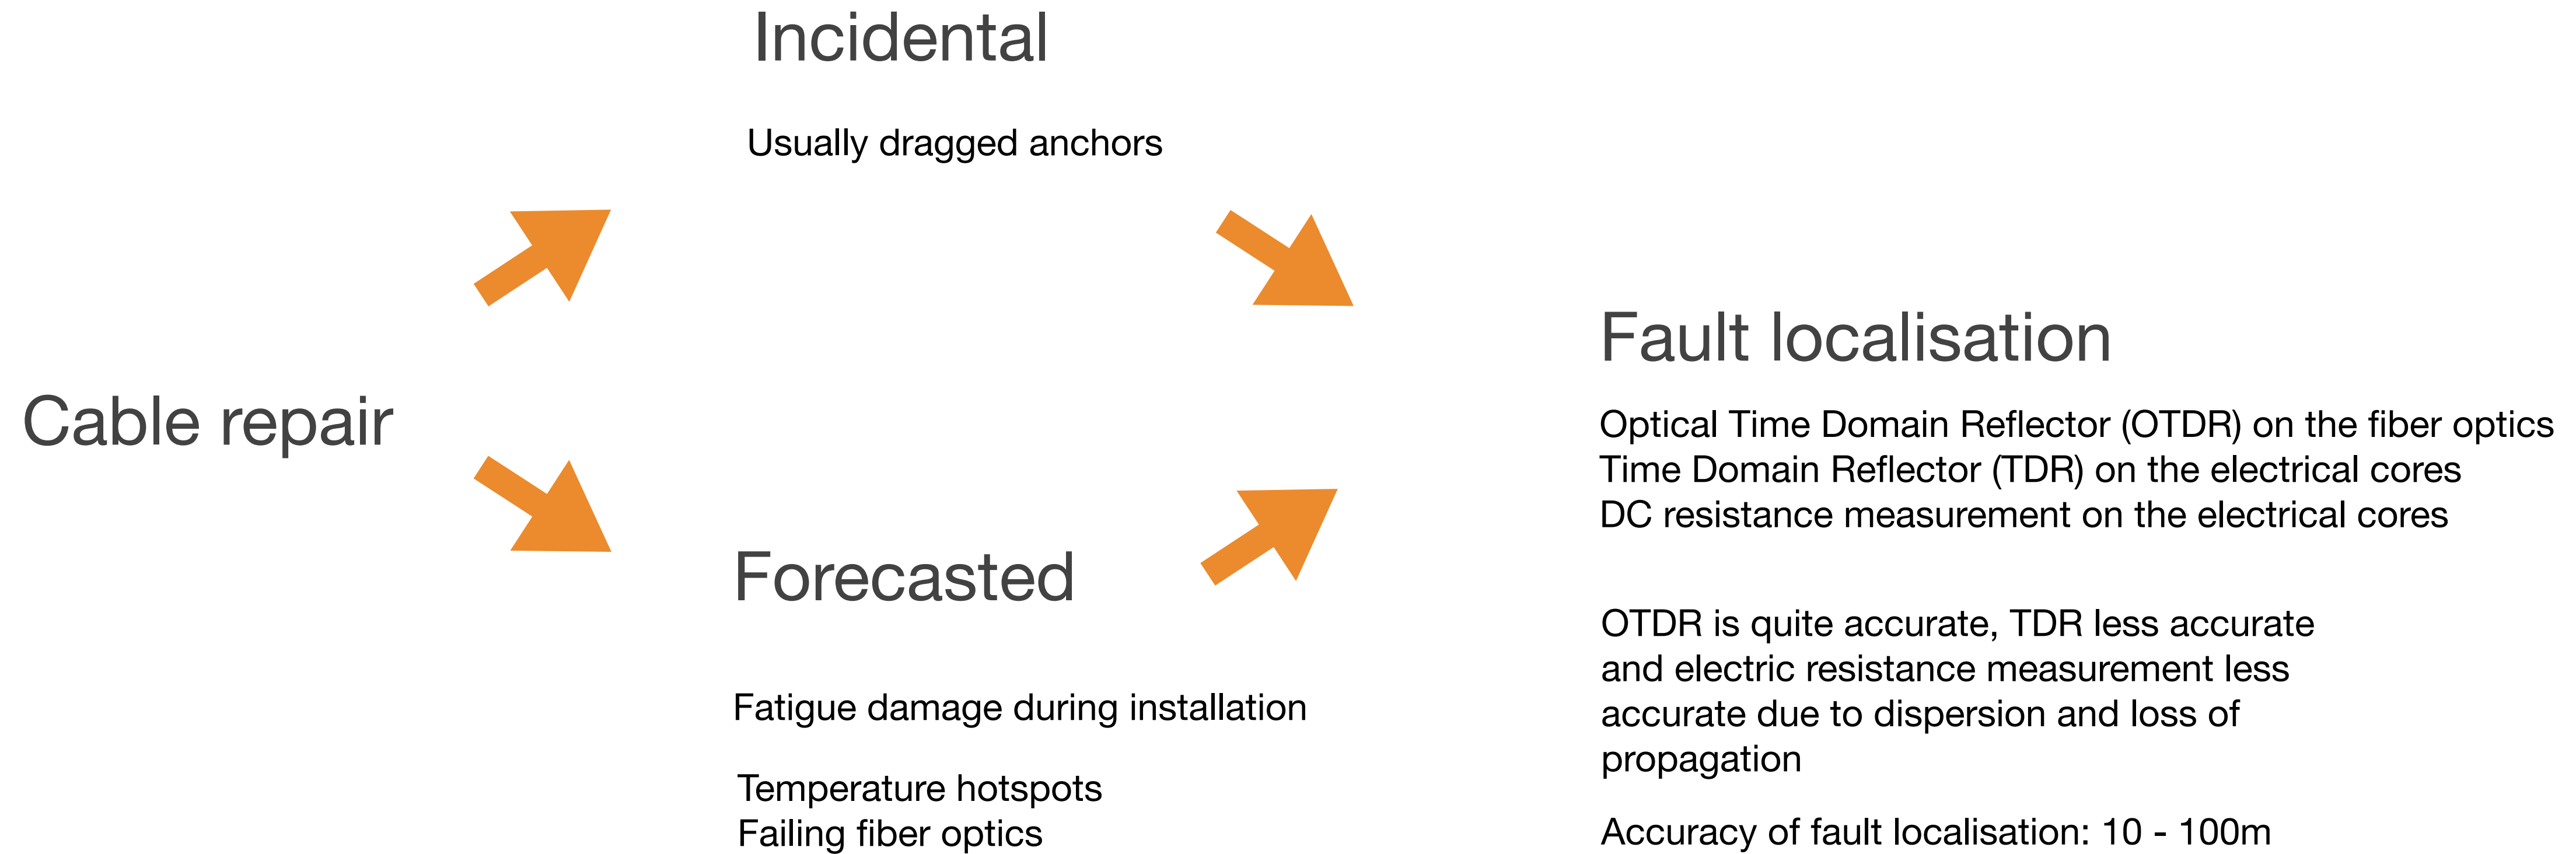 Cable repair
Incidental
Usually dragged anchors
Forecasted
Fatigue damage during installation
Temperature hotspots
Failing fiber optics
Fault localisation
Optical Time Domain Reflector (OTDR) on the fiber optics
Time Domain Reflector (TDR) on the electrical cores
DC resistance measurement on the electrical cores
OTDR is quite accurate, TDR less accurate
and electric resistance measurement less
accurate due to dispersion and loss of
propagation
Accuracy of fault localisation: 10 - 100m